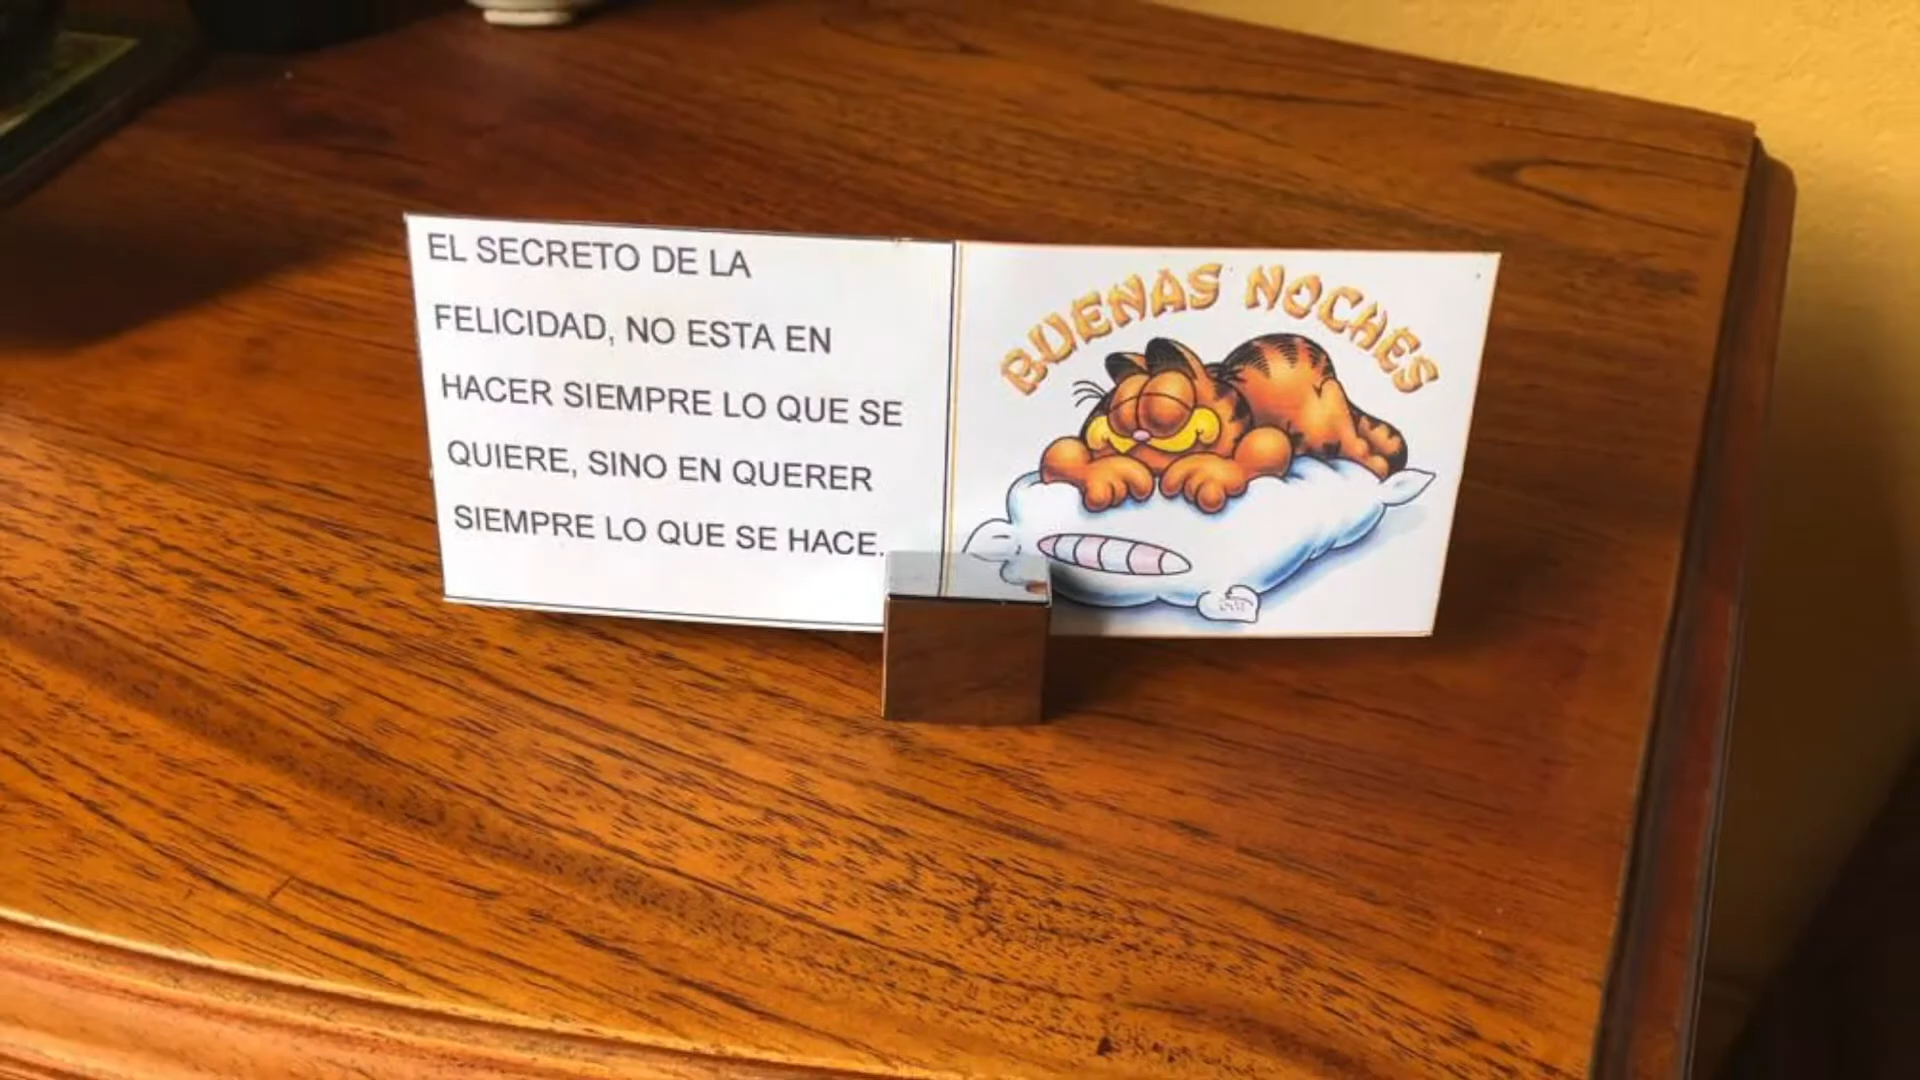 EL SECRETO DE LA
FELICIDAD, NO ESTA EN
HACER SIEMPRE LO QUE SE
QUIERE, SINO EN QUERER
SIEMPRE LO QUE SE HACE.
BUENAS NOCHES